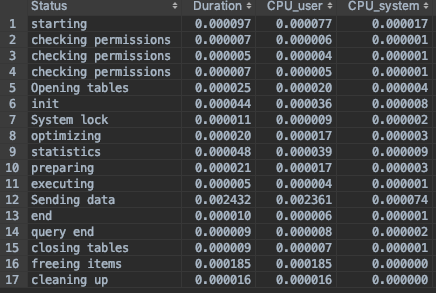 Status Duration CPU_user CPU_system
1 starting 0.000097 0.000077 0.000017
2 checking permissions 0.000007 0.000006 0.000001
3 checking permissions 0.000005 0.000004 0.000001
4 checking permissions 0.000007 0.000005 0.000001
5 Opening tables 0.000025 0.000020 0.000004
6 init 0.000044 0.000036 0.000008
7 System lock 0.000011 0.000009 0.000002
8 optimizing 0.000020 0.000017 0.000003
9 statistics 0.000048 0.000039 0.000009
10 preparing 0.000021 0.000017 0.000003
11 executing 0.000005 0.000004 0.000001
12 Sending data 0.002432 0.002361 0.000074
13 end 0.000010 0.000006 0.000001
14 query end 0.000009 0.000008 0.000002
15 closing tables 0.000009 0.000007 0.000001
16 freeing items 0.000185 0.000185 0.000000
17 cleaning up 0.000016 0.000016 0.000000